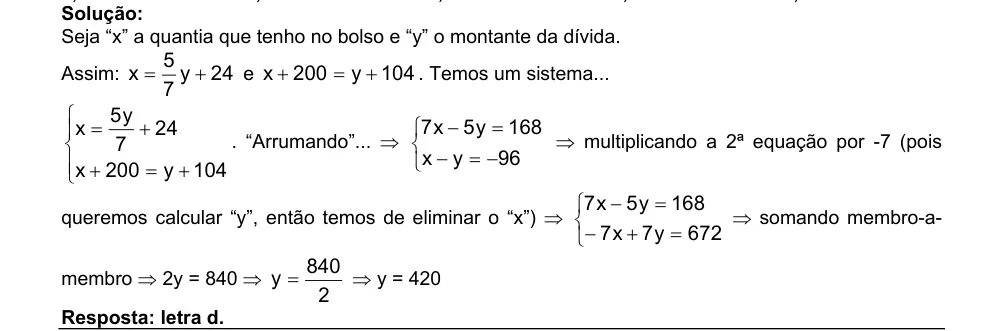 Solução:
Seja “x” a quantia que tenho no bolso e “y” o montante da dívida.
Assim: x = 5/7 y + 24 e x + 200 = y + 104. Temos um sistema...
{x = 5y/7 + 24; x + 200 = y + 104. “Arrumando”... ⇒ {7x − 5y = 168; x − y = −96 ⇒ multiplicando a 2ª equação por -7 (pois
queremos calcular “y”, então temos de eliminar o “x”) ⇒ {7x − 5y = 168; −7x + 7y = 672 ⇒ somando membro-a-
membro ⇒ 2y = 840 ⇒ y = 840/2 ⇒ y = 420
Resposta: letra d.